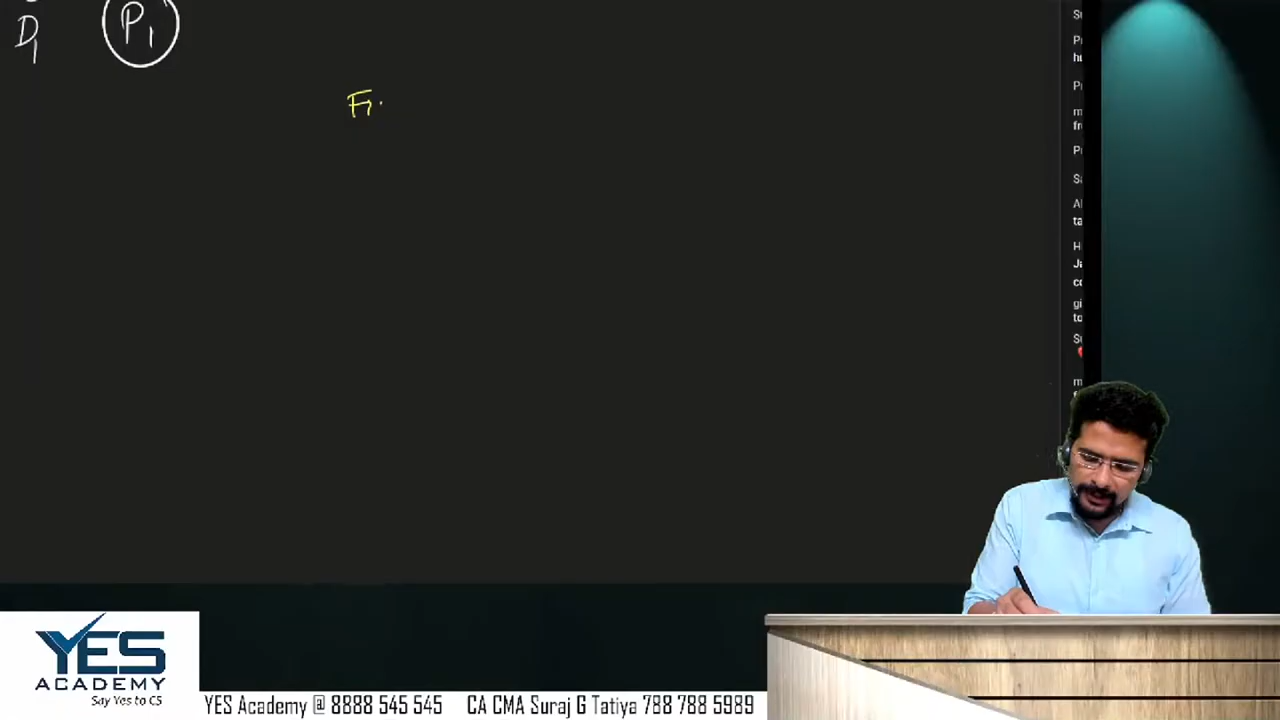 D1 P1
Fr
YES
ACADEMY
Say Yes to CS
YES Academy @ 8888 545 545 CA CMA Suraj G Tatiya 788 788 5989